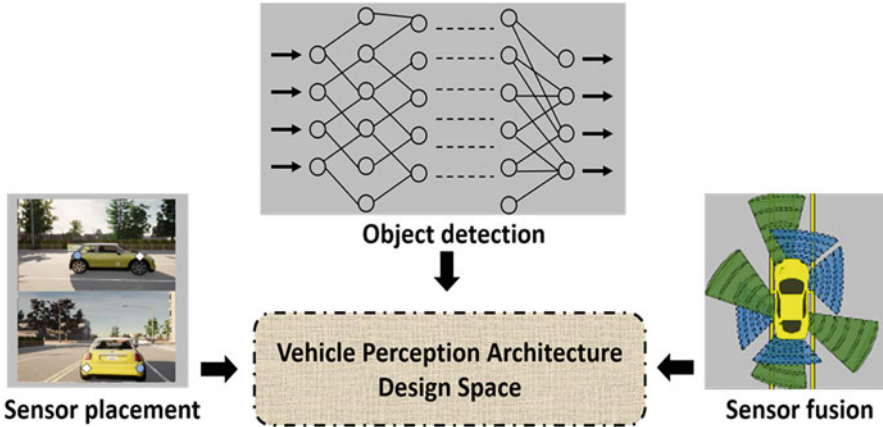 Object detection
Vehicle Perception Architecture
Design Space
Sensor placement
Sensor fusion